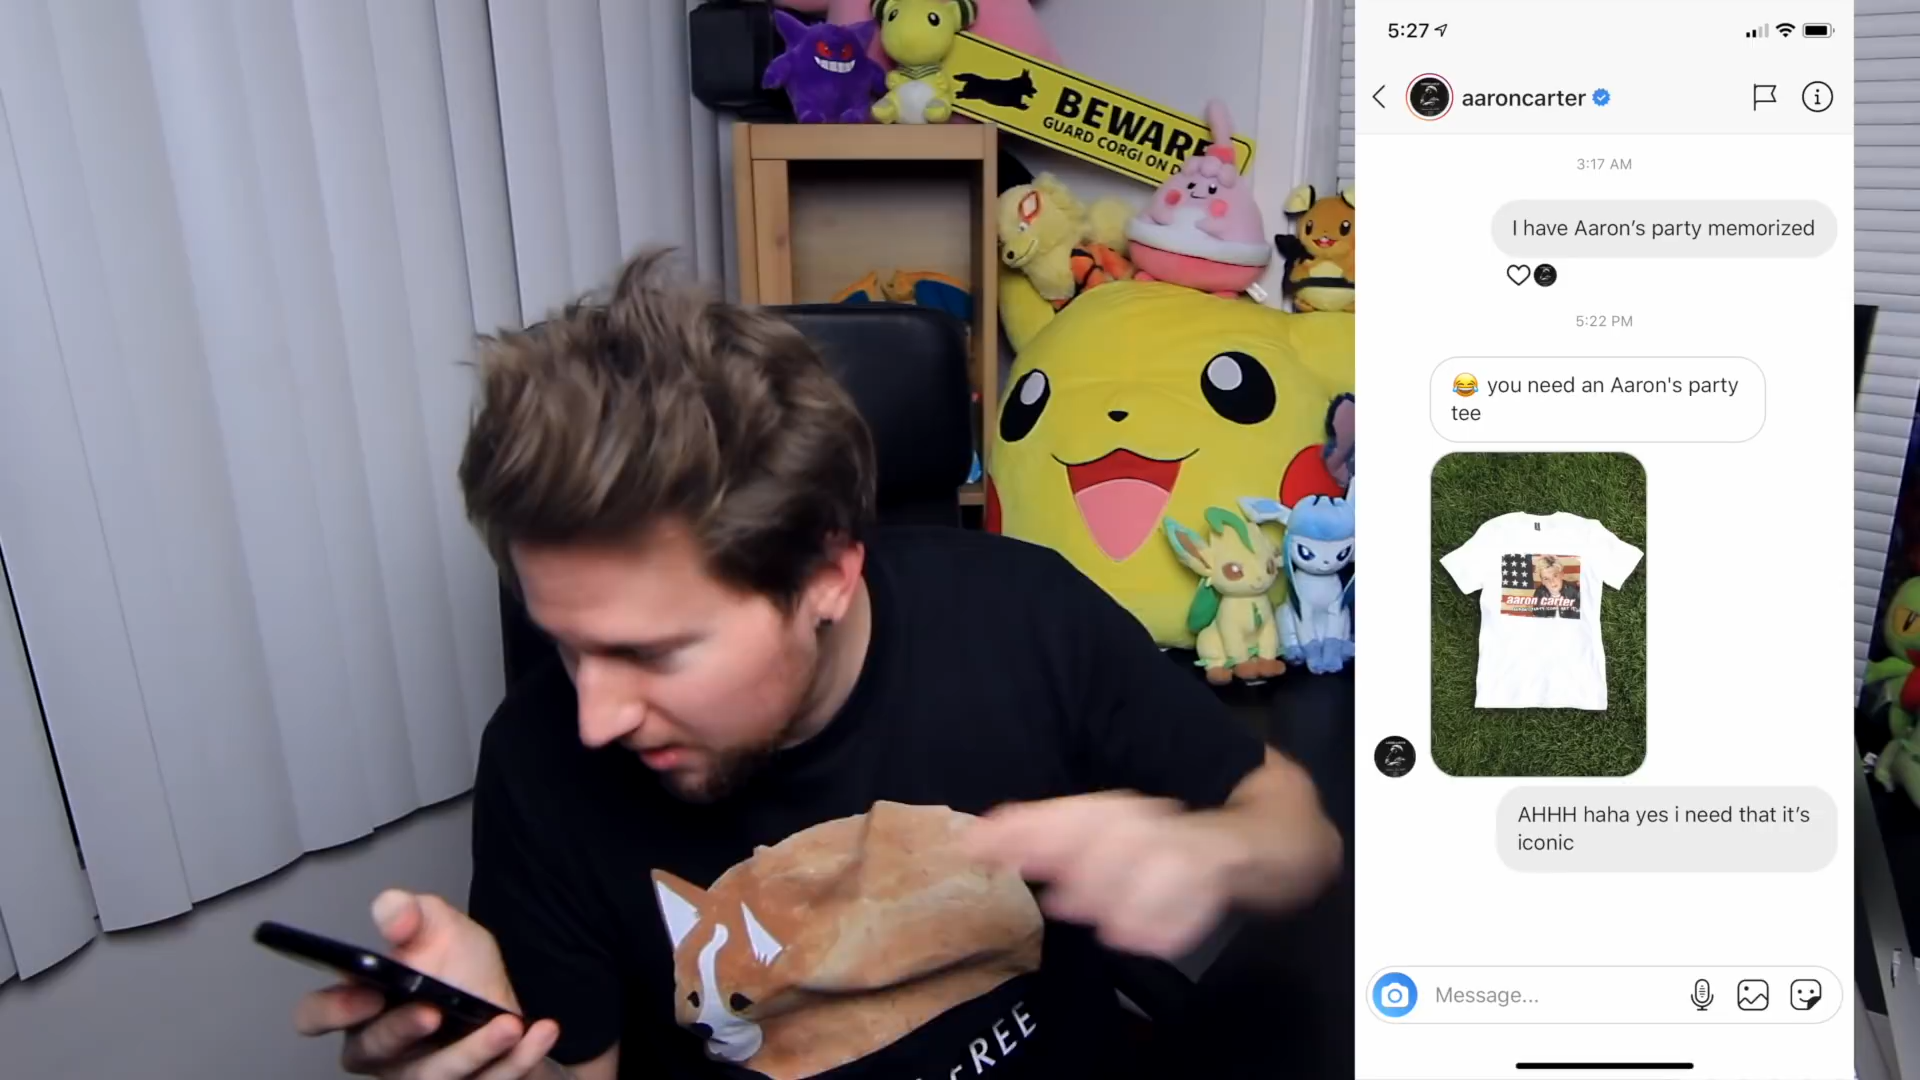 BEWARE
GUARD CORGI ON D
FREE
5:27
aaroncarter
3:17 AM
I have Aaron’s party memorized
5:22 PM
😂 you need an Aaron's party
tee
aaron carter
AHHH haha yes i need that it’s
iconic
Message...